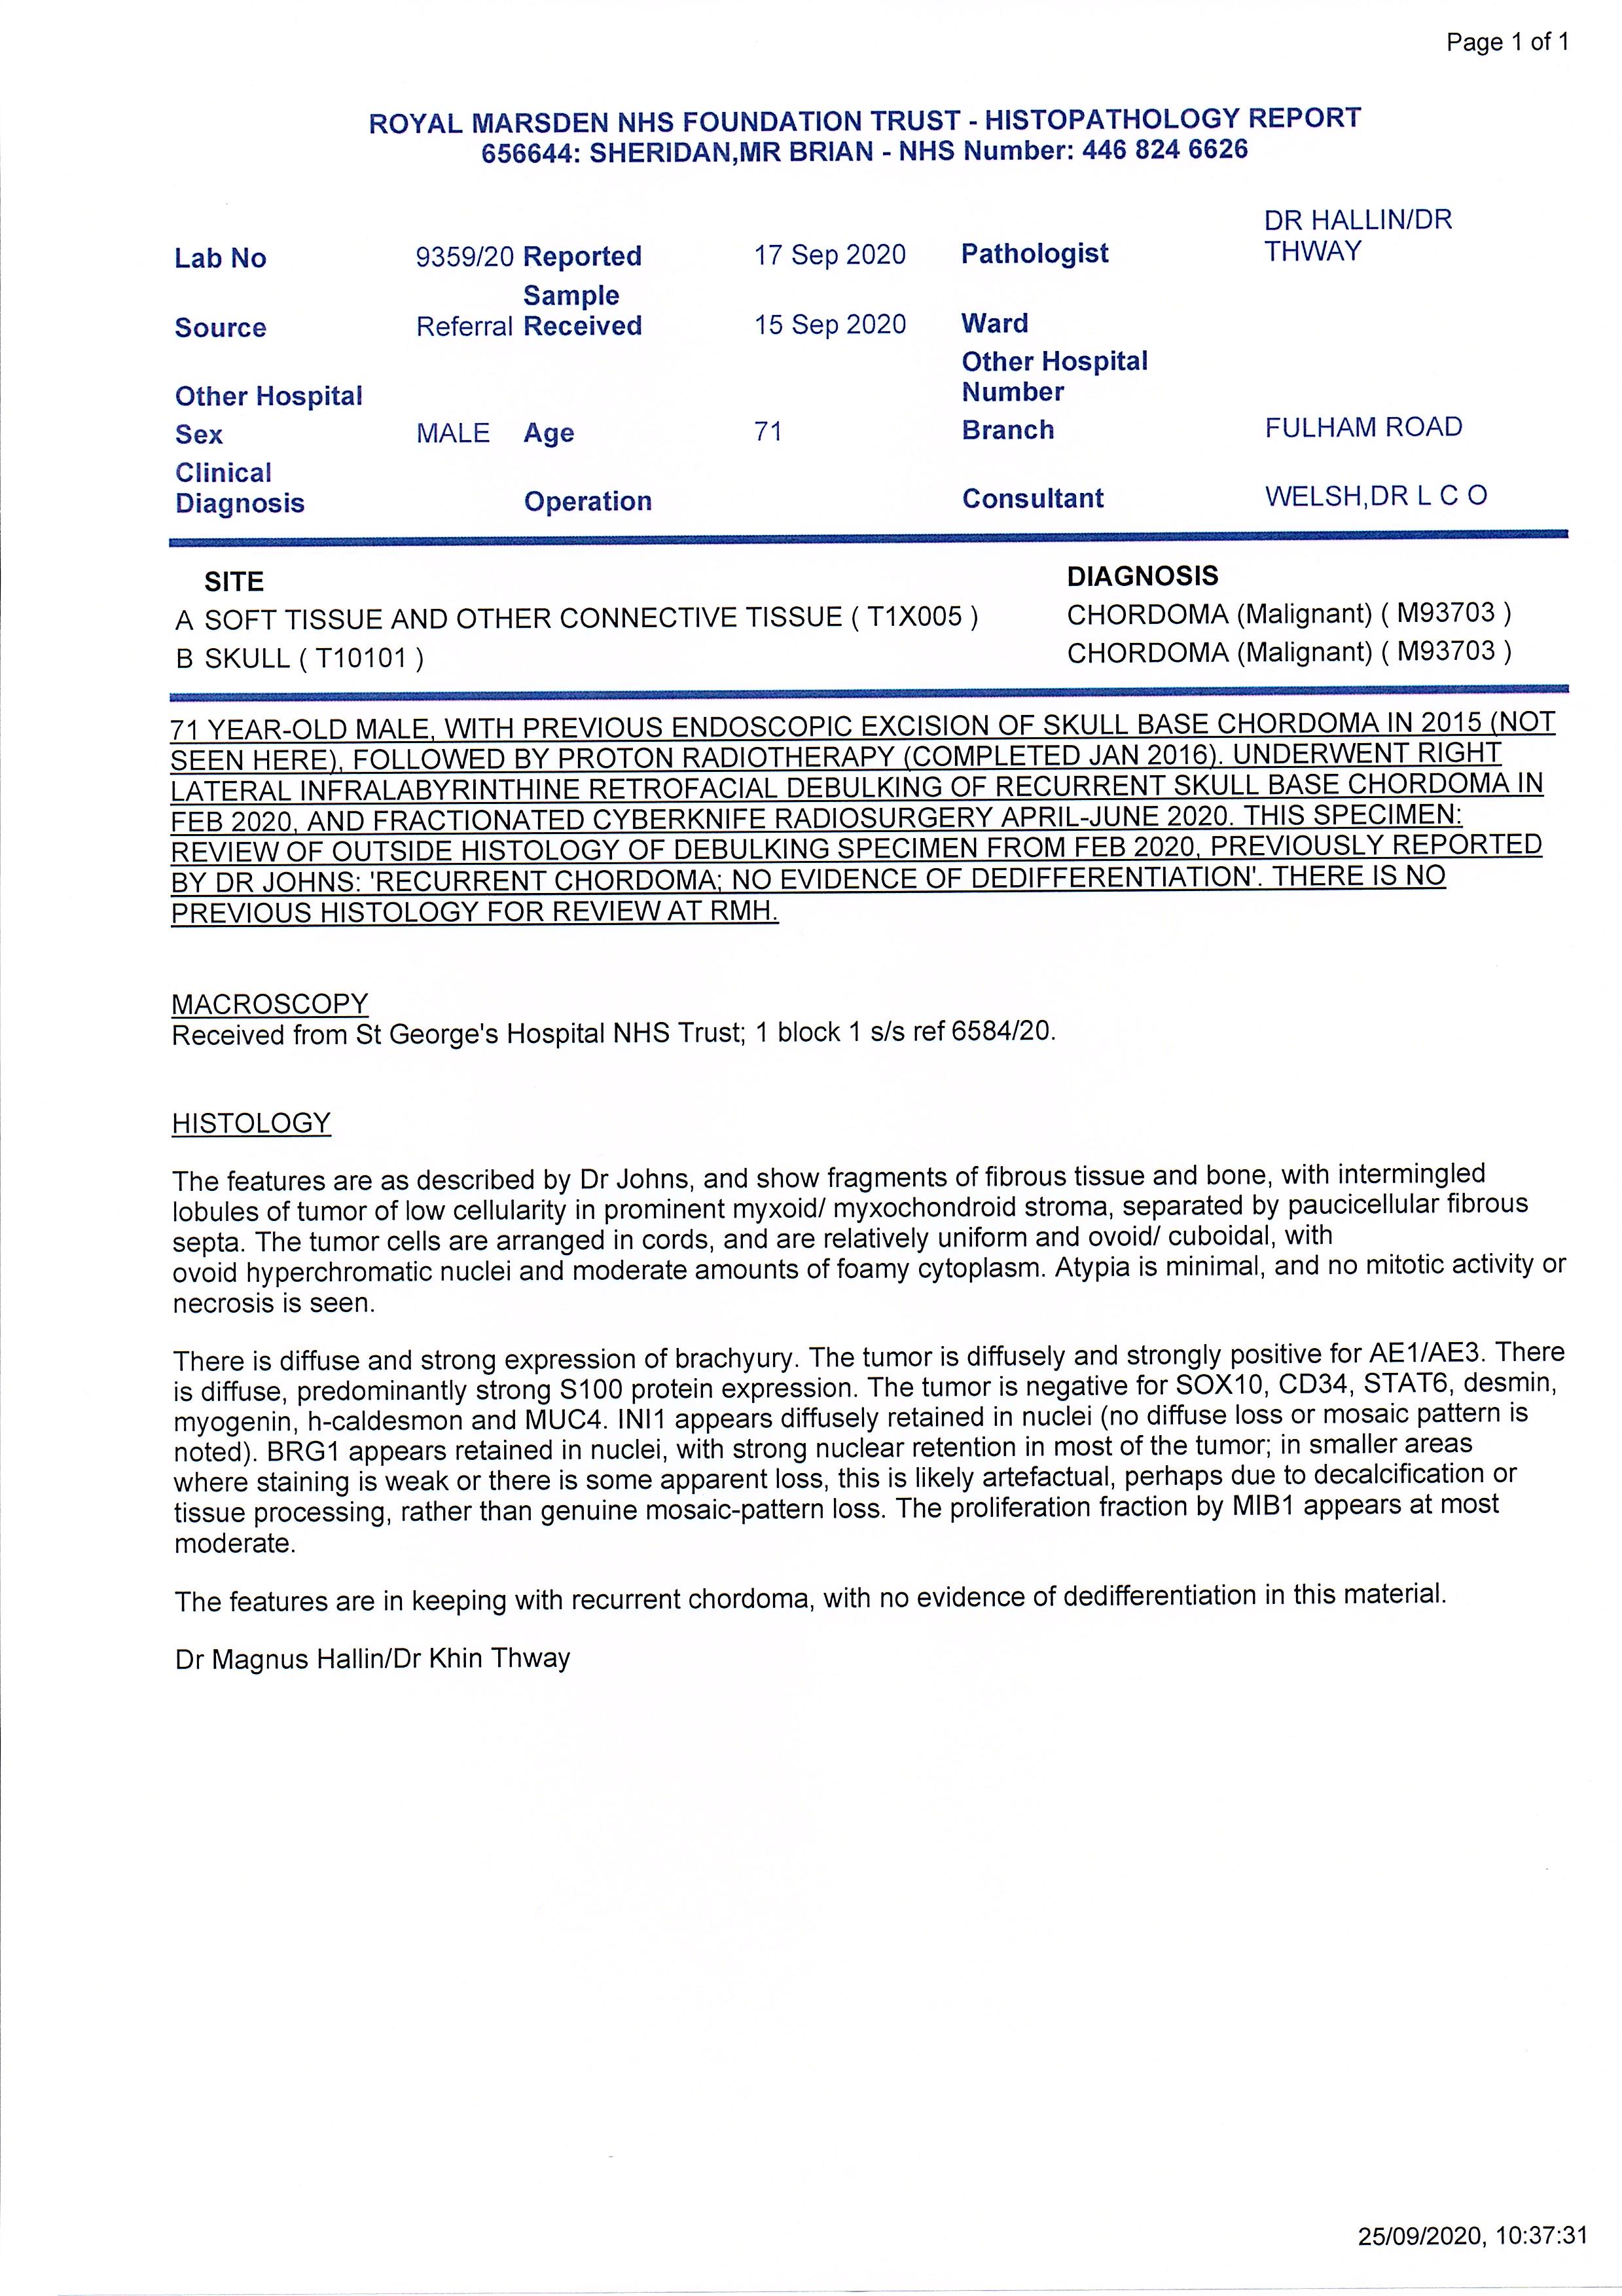 Page 1 of 1
ROYAL MARSDEN NHS FOUNDATION TRUST - HISTOPATHOLOGY REPORT
656644: SHERIDAN,MR BRIAN - NHS Number: 446 824 6626
DR HALLIN/DR
Lab No 9359/20 Reported 17 Sep 2020 Pathologist THWAY
Sample
Source Referral Received 15 Sep 2020 Ward
Other Hospital
Other Hospital Number
Sex MALE Age 71 Branch FULHAM ROAD
Clinical
Diagnosis Operation Consultant WELSH,DR L C O
SITE DIAGNOSIS
A SOFT TISSUE AND OTHER CONNECTIVE TISSUE ( T1X005 ) CHORDOMA (Malignant) ( M93703 )
B SKULL ( T10101 ) CHORDOMA (Malignant) ( M93703 )
71 YEAR-OLD MALE, WITH PREVIOUS ENDOSCOPIC EXCISION OF SKULL BASE CHORDOMA IN 2015 (NOT
SEEN HERE), FOLLOWED BY PROTON RADIOTHERAPY (COMPLETED JAN 2016). UNDERWENT RIGHT
LATERAL INFRALABYRINTHINE RETROFACIAL DEBULKING OF RECURRENT SKULL BASE CHORDOMA IN
FEB 2020, AND FRACTIONATED CYBERKNIFE RADIOSURGERY APRIL-JUNE 2020. THIS SPECIMEN:
REVIEW OF OUTSIDE HISTOLOGY OF DEBULKING SPECIMEN FROM FEB 2020, PREVIOUSLY REPORTED
BY DR JOHNS: 'RECURRENT CHORDOMA; NO EVIDENCE OF DEDIFFERENTIATION'. THERE IS NO
PREVIOUS HISTOLOGY FOR REVIEW AT RMH.
MACROSCOPY
Received from St George's Hospital NHS Trust; 1 block 1 s/s ref 6584/20.
HISTOLOGY
The features are as described by Dr Johns, and show fragments of fibrous tissue and bone, with intermingled
lobules of tumor of low cellularity in prominent myxoid/ myxochondroid stroma, separated by paucicellular fibrous
septa. The tumor cells are arranged in cords, and are relatively uniform and ovoid/ cuboidal, with
ovoid hyperchromatic nuclei and moderate amounts of foamy cytoplasm. Atypia is minimal, and no mitotic activity or
necrosis is seen.
There is diffuse and strong expression of brachyury. The tumor is diffusely and strongly positive for AE1/AE3. There
is diffuse, predominantly strong S100 protein expression. The tumor is negative for SOX10, CD34, STAT6, desmin,
myogenin, h-caldesmon and MUC4. INI1 appears diffusely retained in nuclei (no diffuse loss or mosaic pattern is
noted). BRG1 appears retained in nuclei, with strong nuclear retention in most of the tumor; in smaller areas
where staining is weak or there is some apparent loss, this is likely artefactual, perhaps due to decalcification or
tissue processing, rather than genuine mosaic-pattern loss. The proliferation fraction by MIB1 appears at most
moderate.
The features are in keeping with recurrent chordoma, with no evidence of dedifferentiation in this material.
Dr Magnus Hallin/Dr Khin Thway
25/09/2020, 10:37:31